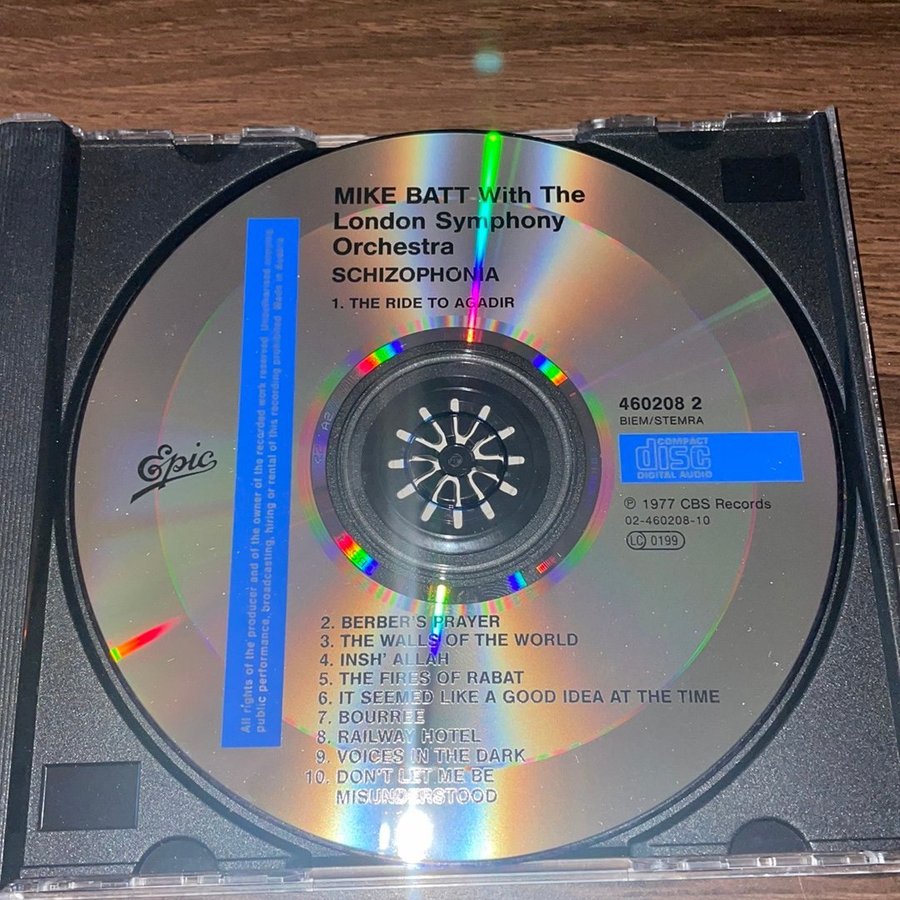 MIKE BATT With The
London Symphony
Orchestra
SCHIZOPHONIA
1. THE RIDE TO AGADIR
All rights of the producer and of the owner of the recorded work reserved. Unauthorised copying,
public performance, broadcasting, hiring or rental of this recording prohibited. Made in Austria
Epic
460208 2
BIEM/STEMRA
COMPACT
disc
DIGITAL AUDIO
℗ 1977 CBS Records
02-460208-10
LC 0199
2. BERBER'S PRAYER
3. THE WALLS OF THE WORLD
4. INSH' ALLAH
5. THE FIRES OF RABAT
6. IT SEEMED LIKE A GOOD IDEA AT THE TIME
7. BOURREE
8. RAILWAY HOTEL
9. VOICES IN THE DARK
10. DON'T LET ME BE
MISUNDERSTOOD